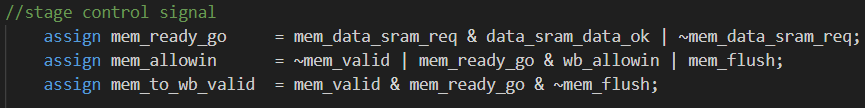 //stage control signal
assign mem_ready_go = mem_data_sram_req & data_sram_data_ok | ~mem_data_sram_req;
assign mem_allowin = ~mem_valid | mem_ready_go & wb_allowin | mem_flush;
assign mem_to_wb_valid = mem_valid & mem_ready_go & ~mem_flush;